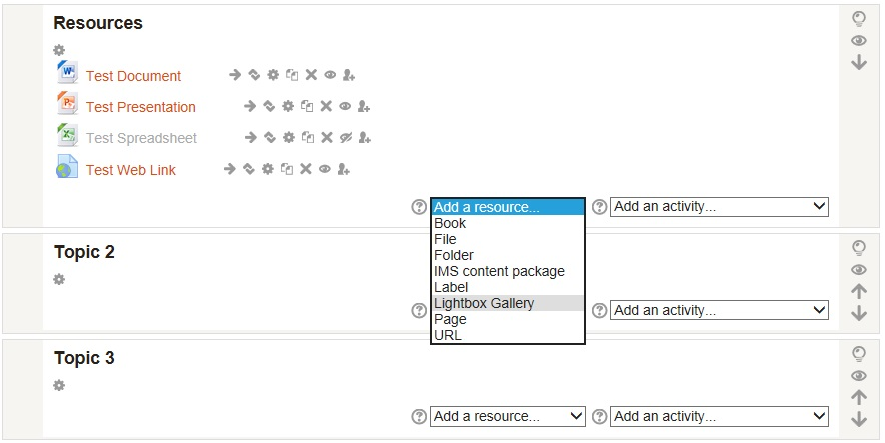 Resources
Test Document
Test Presentation
Test Spreadsheet
Test Web Link
Add a resource... Add an activity...
Book
File
Folder
IMS content package
Label
Lightbox Gallery
Page
URL
Topic 2
Add an activity...
Topic 3
Add a resource... Add an activity...